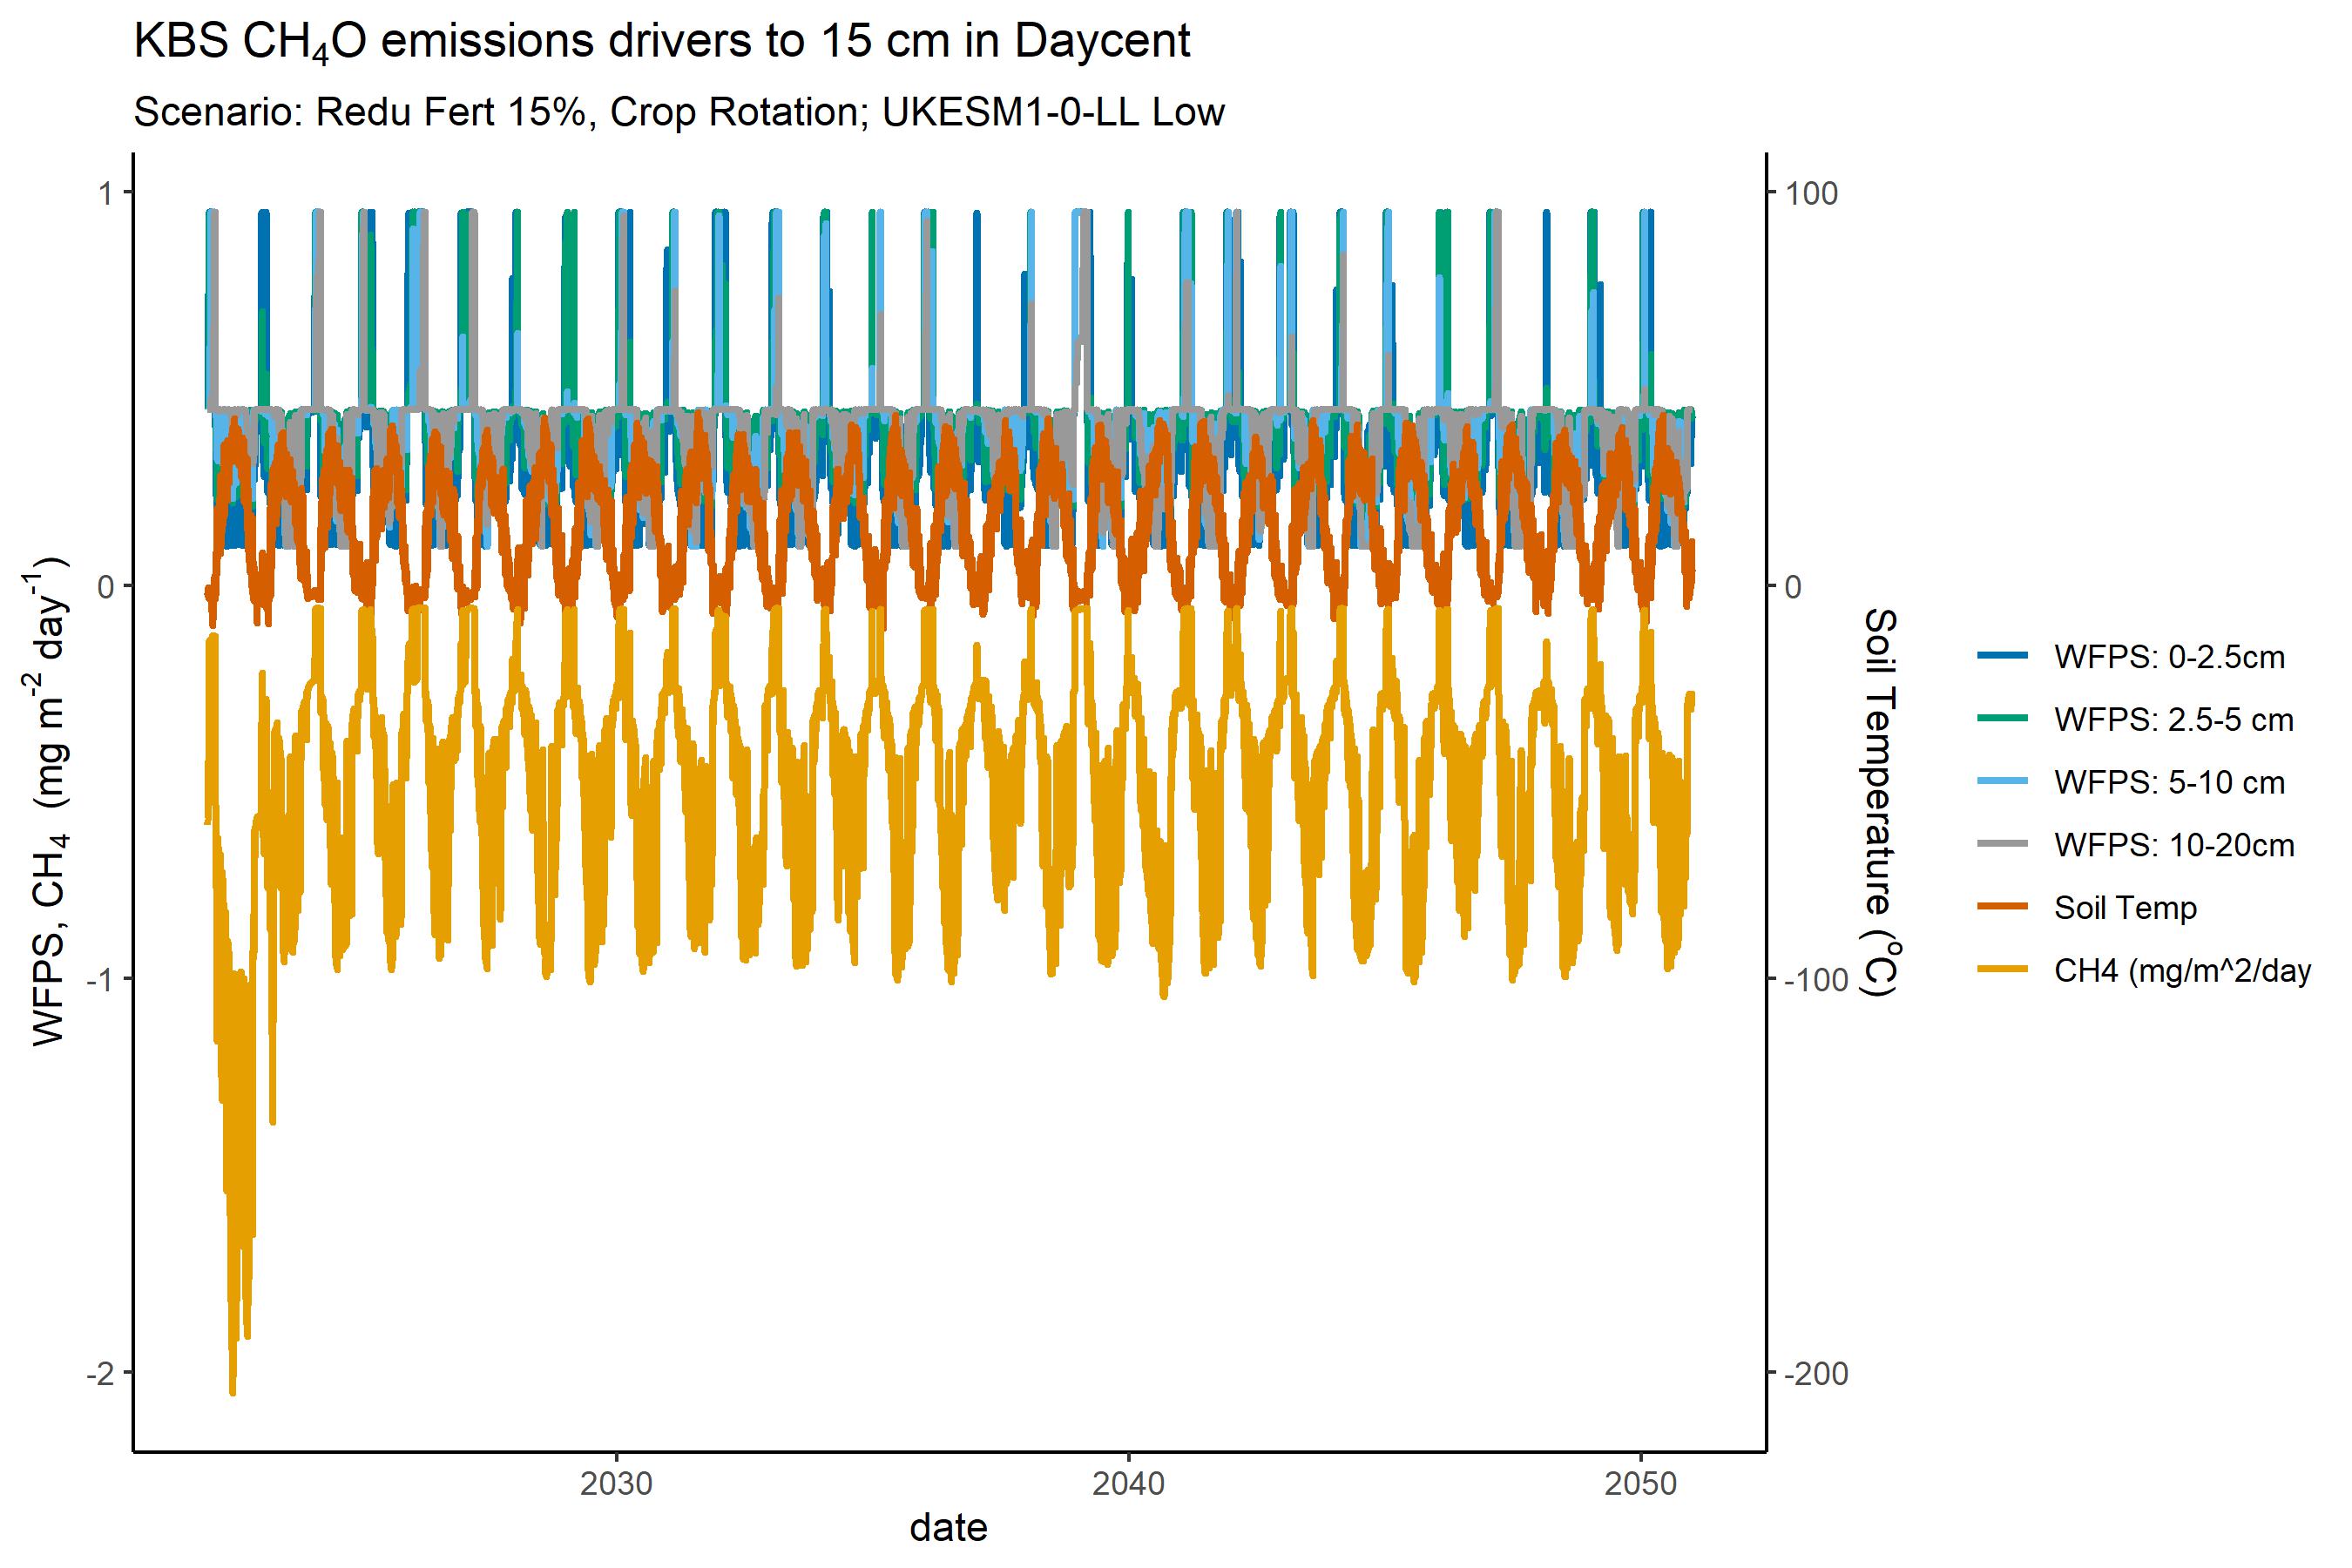 KBS CH₄O emissions drivers to 15 cm in Daycent
Scenario: Redu Fert 15%, Crop Rotation; UKESM1-0-LL Low
WFPS, CH₄ (mg m⁻² day⁻¹)
1
0
-1
-2
100
0
-100
-200
Soil Temperature (°C)
2030
2040
2050
date
WFPS: 0-2.5cm
WFPS: 2.5-5 cm
WFPS: 5-10 cm
WFPS: 10-20cm
Soil Temp
CH4 (mg/m^2/day